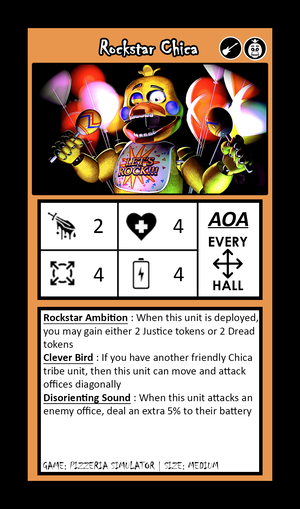 Rockstar Chica
LET'S
ROCK!!!
2
4
AOA
EVERY
HALL
4
4
Rockstar Ambition : When this unit is deployed,
you may gain either 2 Justice tokens or 2 Dread
tokens
Clever Bird : If you have another friendly Chica
tribe unit, then this unit can move and attack
offices diagonally
Disorienting Sound : When this unit attacks an
enemy office, deal an extra 5% to their battery
GAME: PIZZERIA SIMULATOR | SIZE: MEDIUM